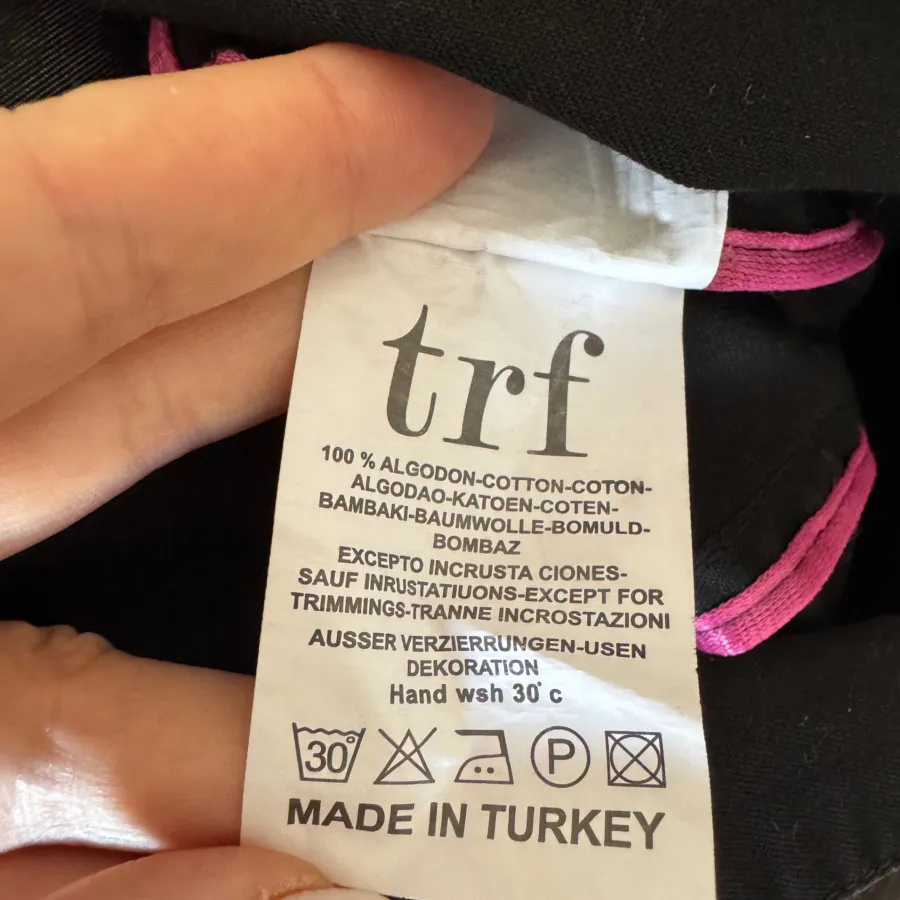 trf
100 % ALGODON-COTTON-COTON-
ALGODAO-KATOEN-COTEN-
BAMBAKI-BAUMWOLLE-BOMULD-
BOMBAZ
EXCEPTO INCRUSTA CIONES-
SAUF INRUSTATIUONS-EXCEPT FOR
TRIMMINGS-TRANNE INCROSTAZIONI
AUSSER VERZIERRUNGEN-USEN
DEKORATION
Hand wsh 30° c
30° P
MADE IN TURKEY